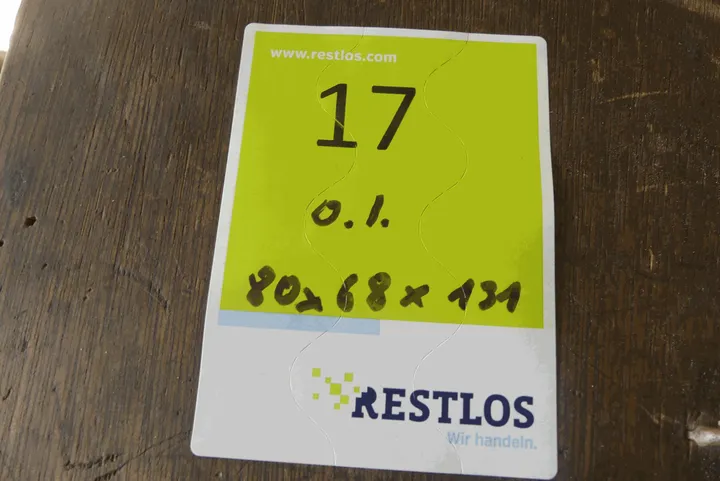 www.restlos.com
17
o.l.
80x68x131
RESTLOS
Wir handeln.